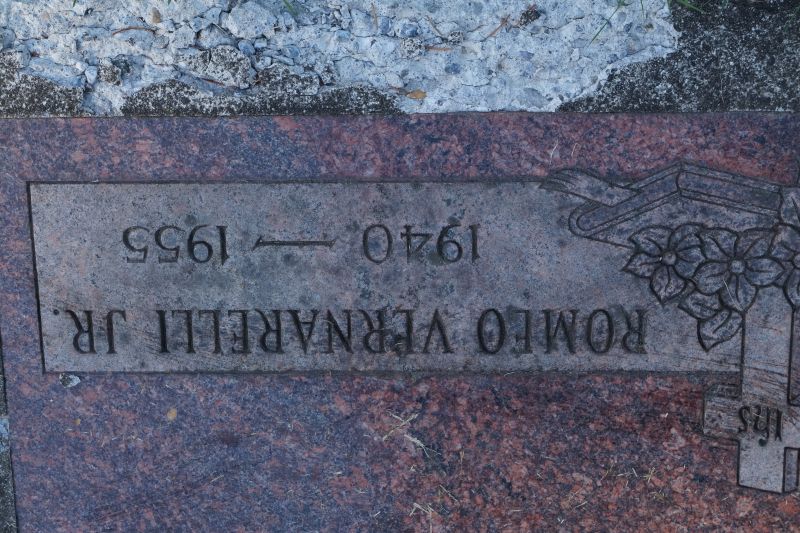 ROMEO VERNARELLI JR.
1940 — 1955
IHS